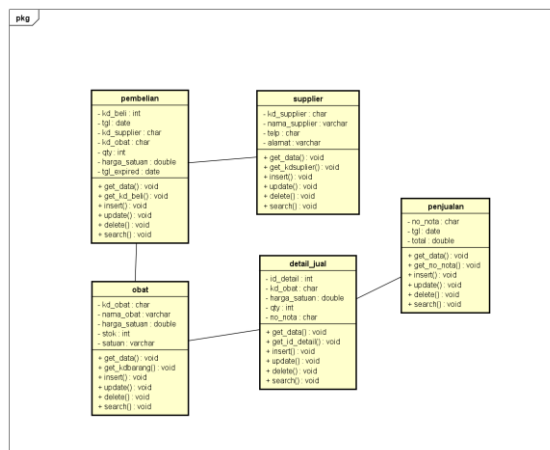 pkg
pembelian
- kd_beli : int
- tgl : date
- kd_supplier : char
- kd_obat : char
- qty : int
- harga_satuan : double
- tgl_expired : date
+ get_data() : void
+ get_kd_beli() : void
+ insert() : void
+ update() : void
+ delete() : void
+ search() : void
supplier
- kd_supplier : char
- nama_supplier : varchar
- telp : char
- alamat : varchar
+ get_data() : void
+ get_kdsuplier() : void
+ insert() : void
+ update() : void
+ delete() : void
+ search() : void
penjualan
- no_nota : char
- tgl : date
- total : double
+ get_data() : void
+ get_no_nota() : void
+ insert() : void
+ update() : void
+ delete() : void
+ search() : void
detail_jual
- id_detail : int
- kd_obat : char
- harga_satuan : double
- qty : int
- no_nota : char
+ get_data() : void
+ get_id_detail() : void
+ insert() : void
+ update() : void
+ delete() : void
+ search() : void
obat
- kd_obat : char
- nama_obat : varchar
- harga_satuan : double
- stok : int
- satuan : varchar
+ get_data() : void
+ get_kdbarang() : void
+ insert() : void
+ update() : void
+ delete() : void
+ search() : void